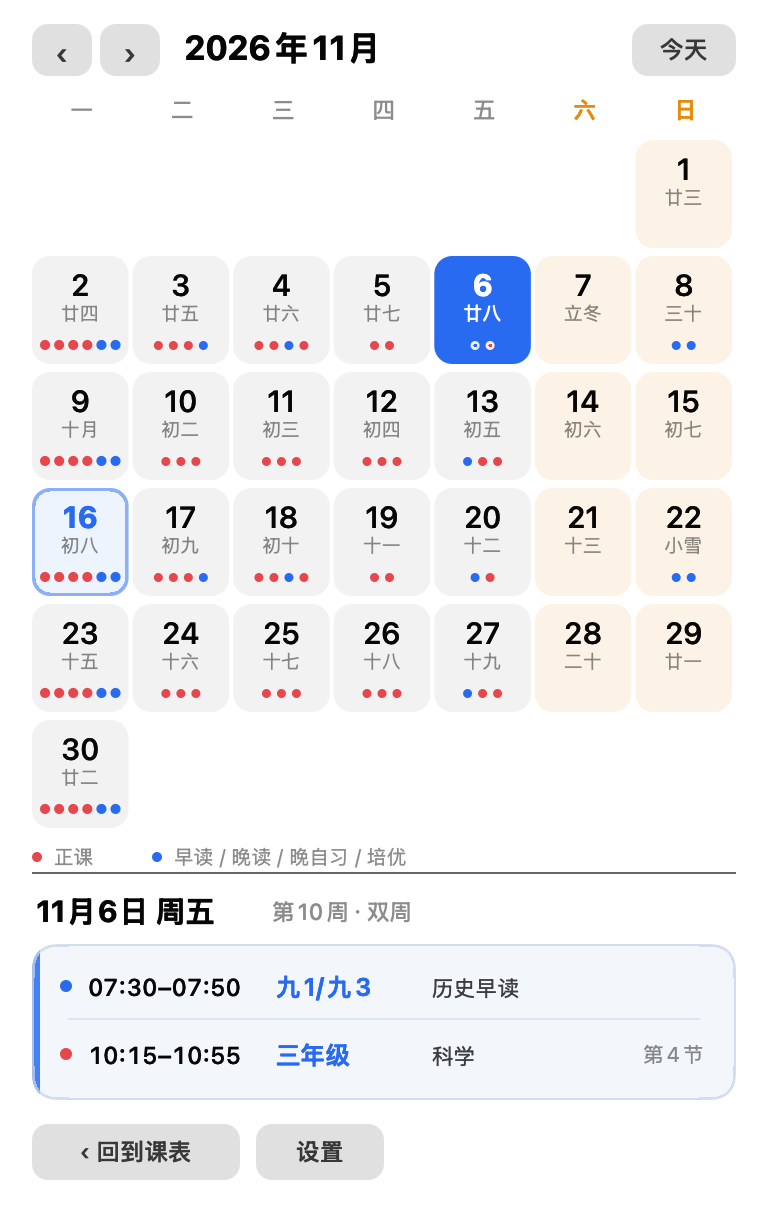 ‹ › 2026年11月 今天
一 二 三 四 五 六 日
1
廿三
2 3 4 5 6 7 8
廿四 廿五 廿六 廿七 廿八 立冬 三十
9 10 11 12 13 14 15
十月 初二 初三 初四 初五 初六 初七
16 17 18 19 20 21 22
初八 初九 初十 十一 十二 十三 小雪
23 24 25 26 27 28 29
十五 十六 十七 十八 十九 二十 廿一
30
廿二
正课 早读 / 晚读 / 晚自习 / 培优
11月6日 周五 第10周 · 双周
07:30–07:50 九1/九3 历史早读
10:15–10:55 三年级 科学 第4节
‹ 回到课表 设置